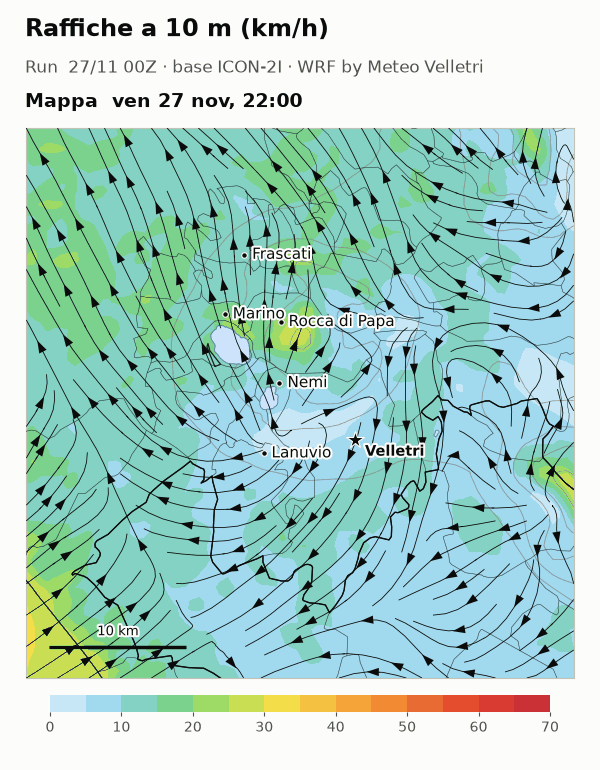 Raffiche a 10 m (km/h)
Run  27/11 00Z · base ICON-2I · WRF by Meteo Velletri
Mappa  ven 27 nov, 22:00
Frascati
Marino
Rocca di Papa
Nemi
Velletri
Lanuvio
10 km
0 10 20 30 40 50 60 70